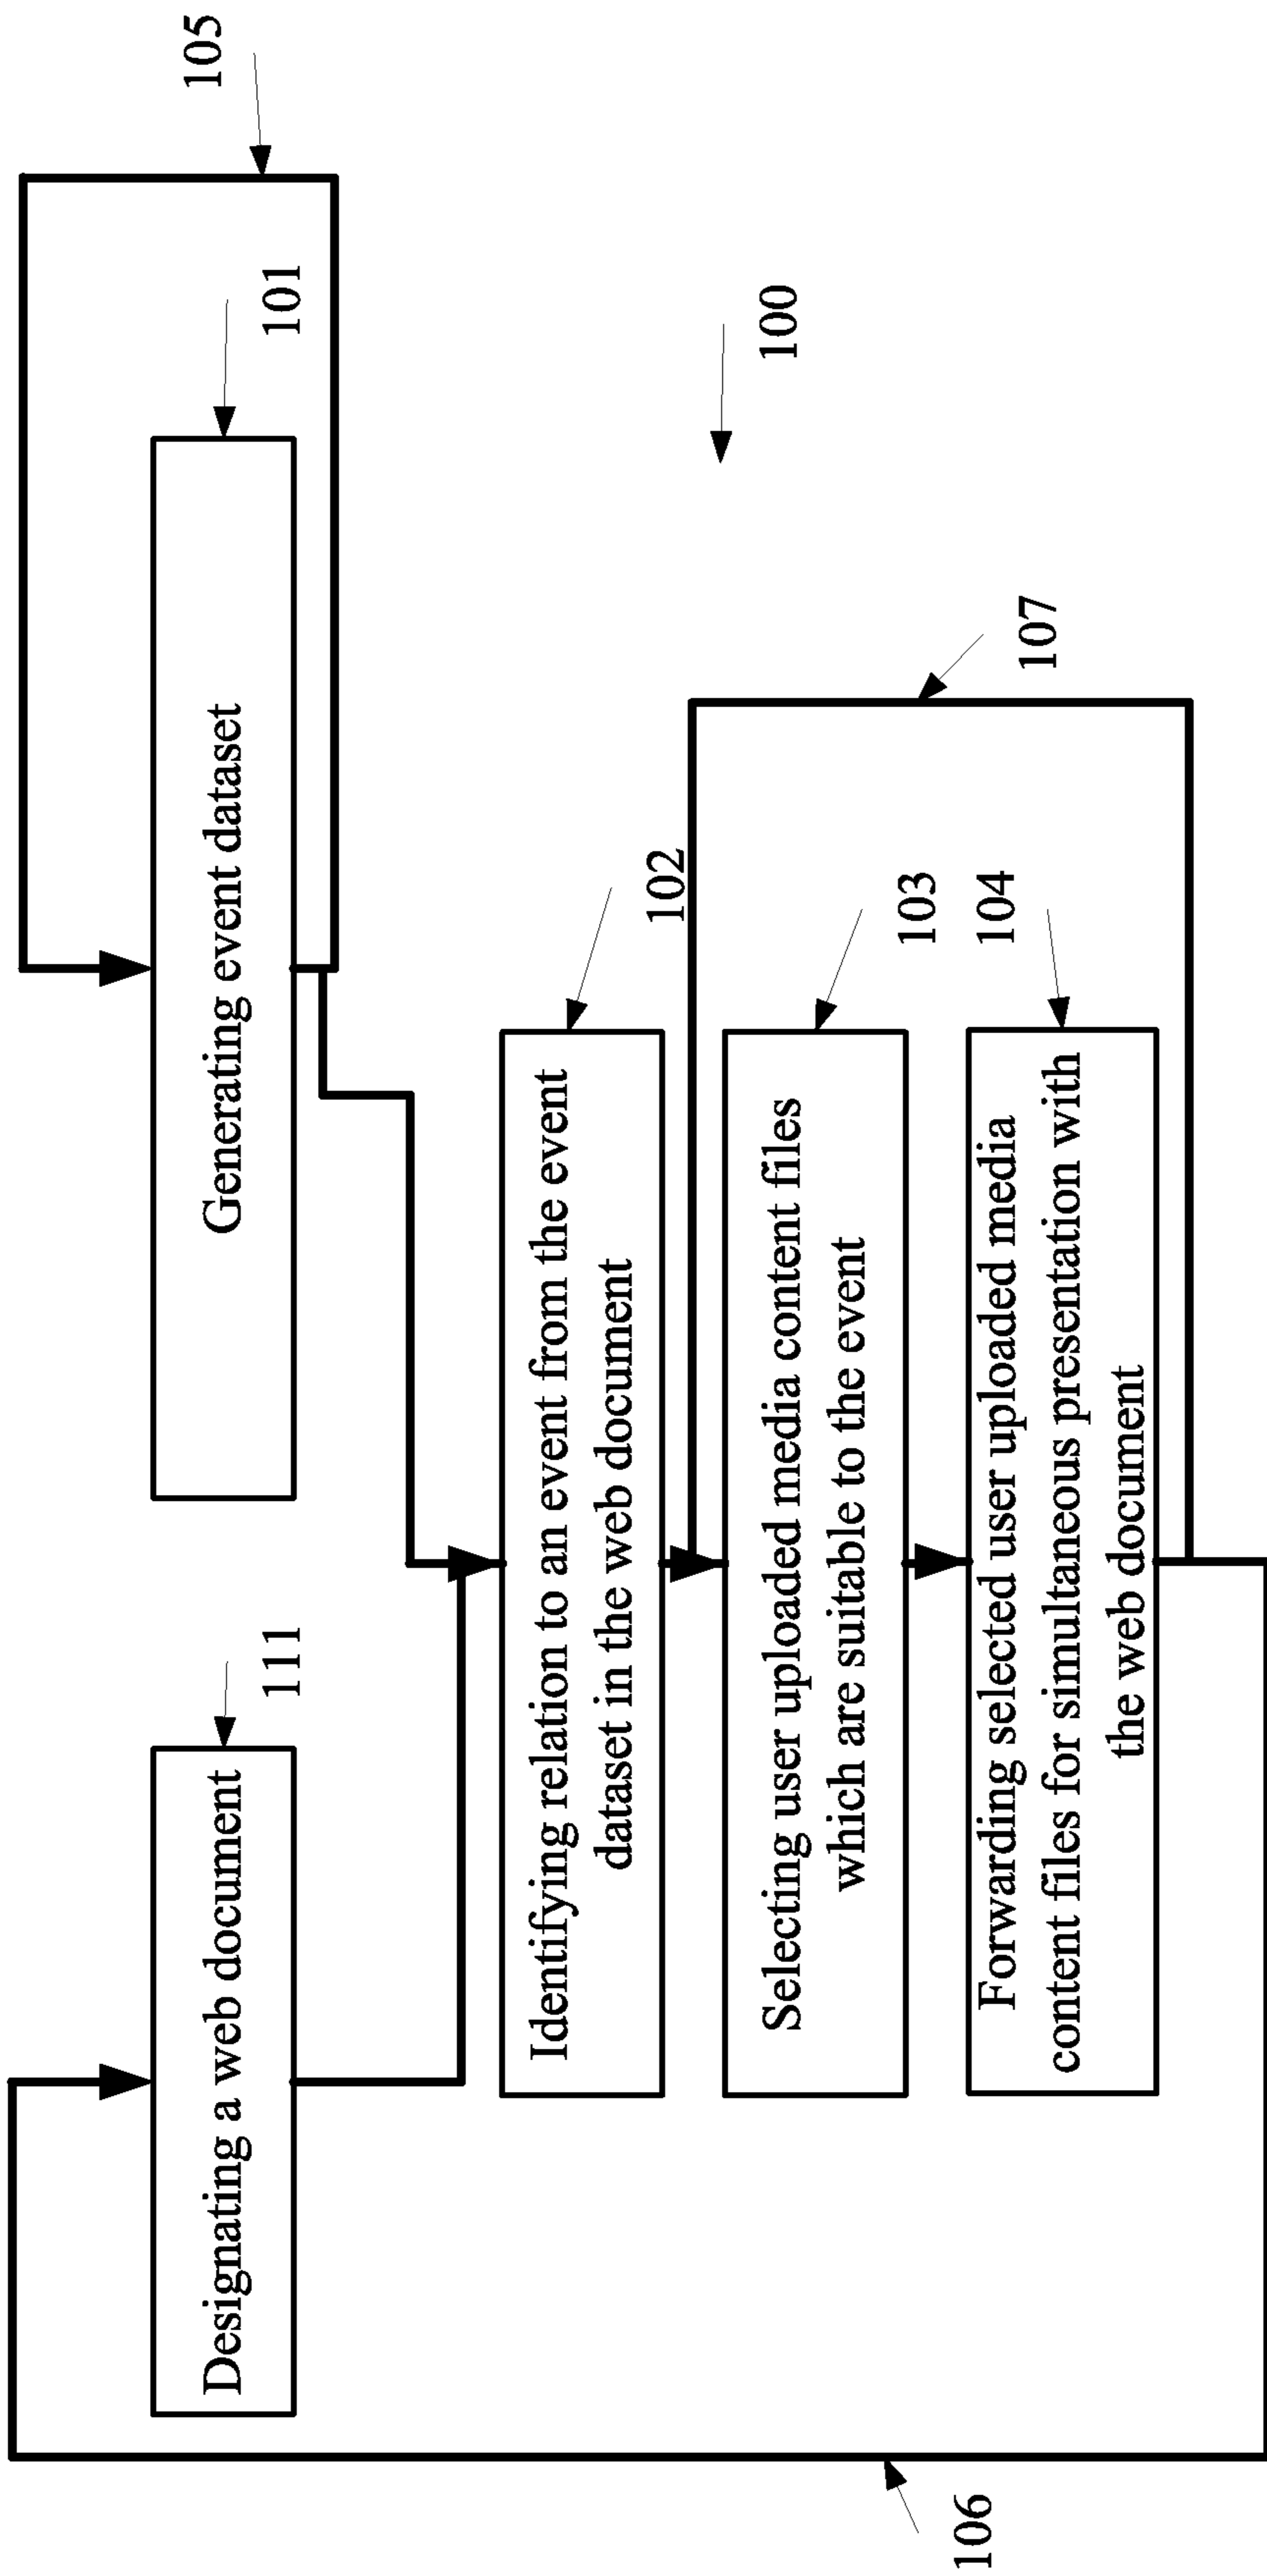 105
101
Generating event dataset
111
Designating a web document
100
102
Identifying relation to an event from the event
dataset in the web document
107
103
Selecting user uploaded media content files
which are suitable to the event
104
Forwarding selected user uploaded media
content files for simultaneous presentation with
the web document
106